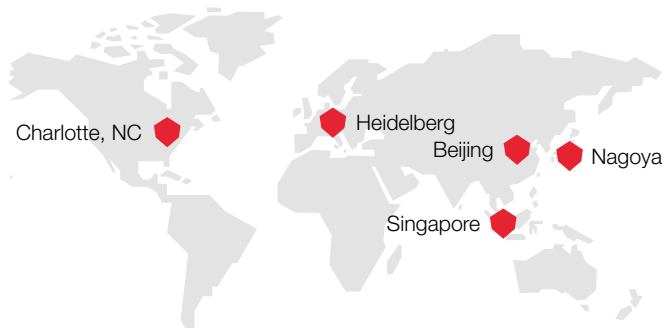 Charlotte, NC
Heidelberg
Beijing
Nagoya
Singapore